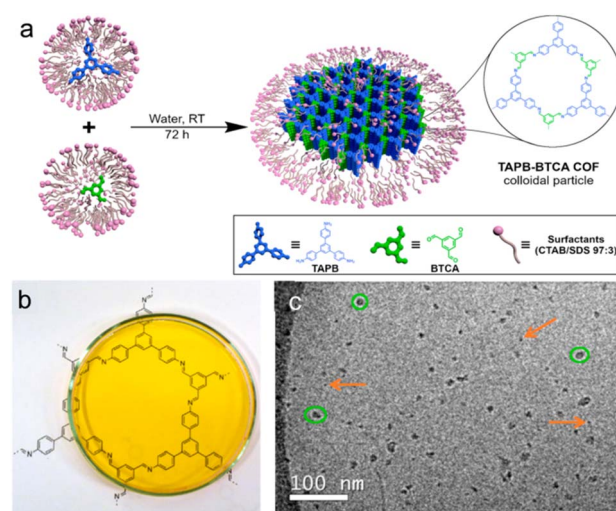 a
+
Water, RT
72 h
TAPB-BTCA COF
colloidal particle
≡
TAPB
≡
BTCA
≡
Surfactants
(CTAB/SDS 97:3)
b
c
100 nm